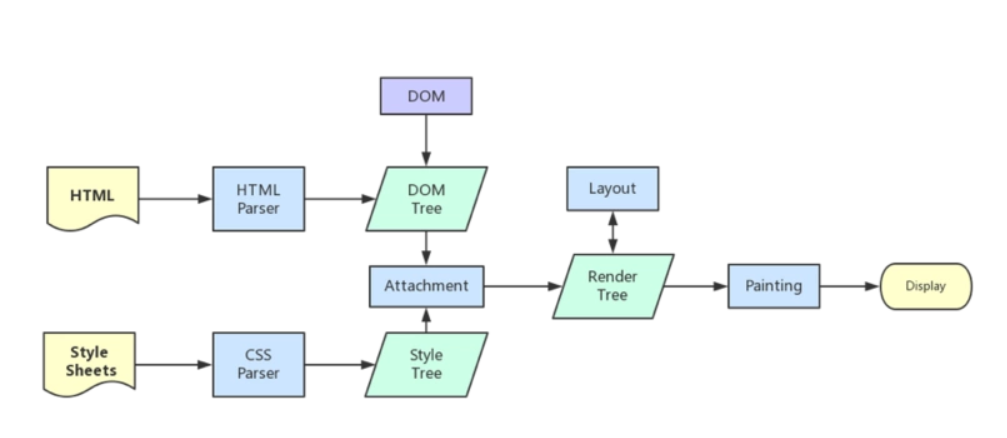 DOM
HTML
HTML
Parser
DOM
Tree
Layout
Attachment
Render
Tree
Painting
Display
Style
Sheets
CSS
Parser
Style
Tree